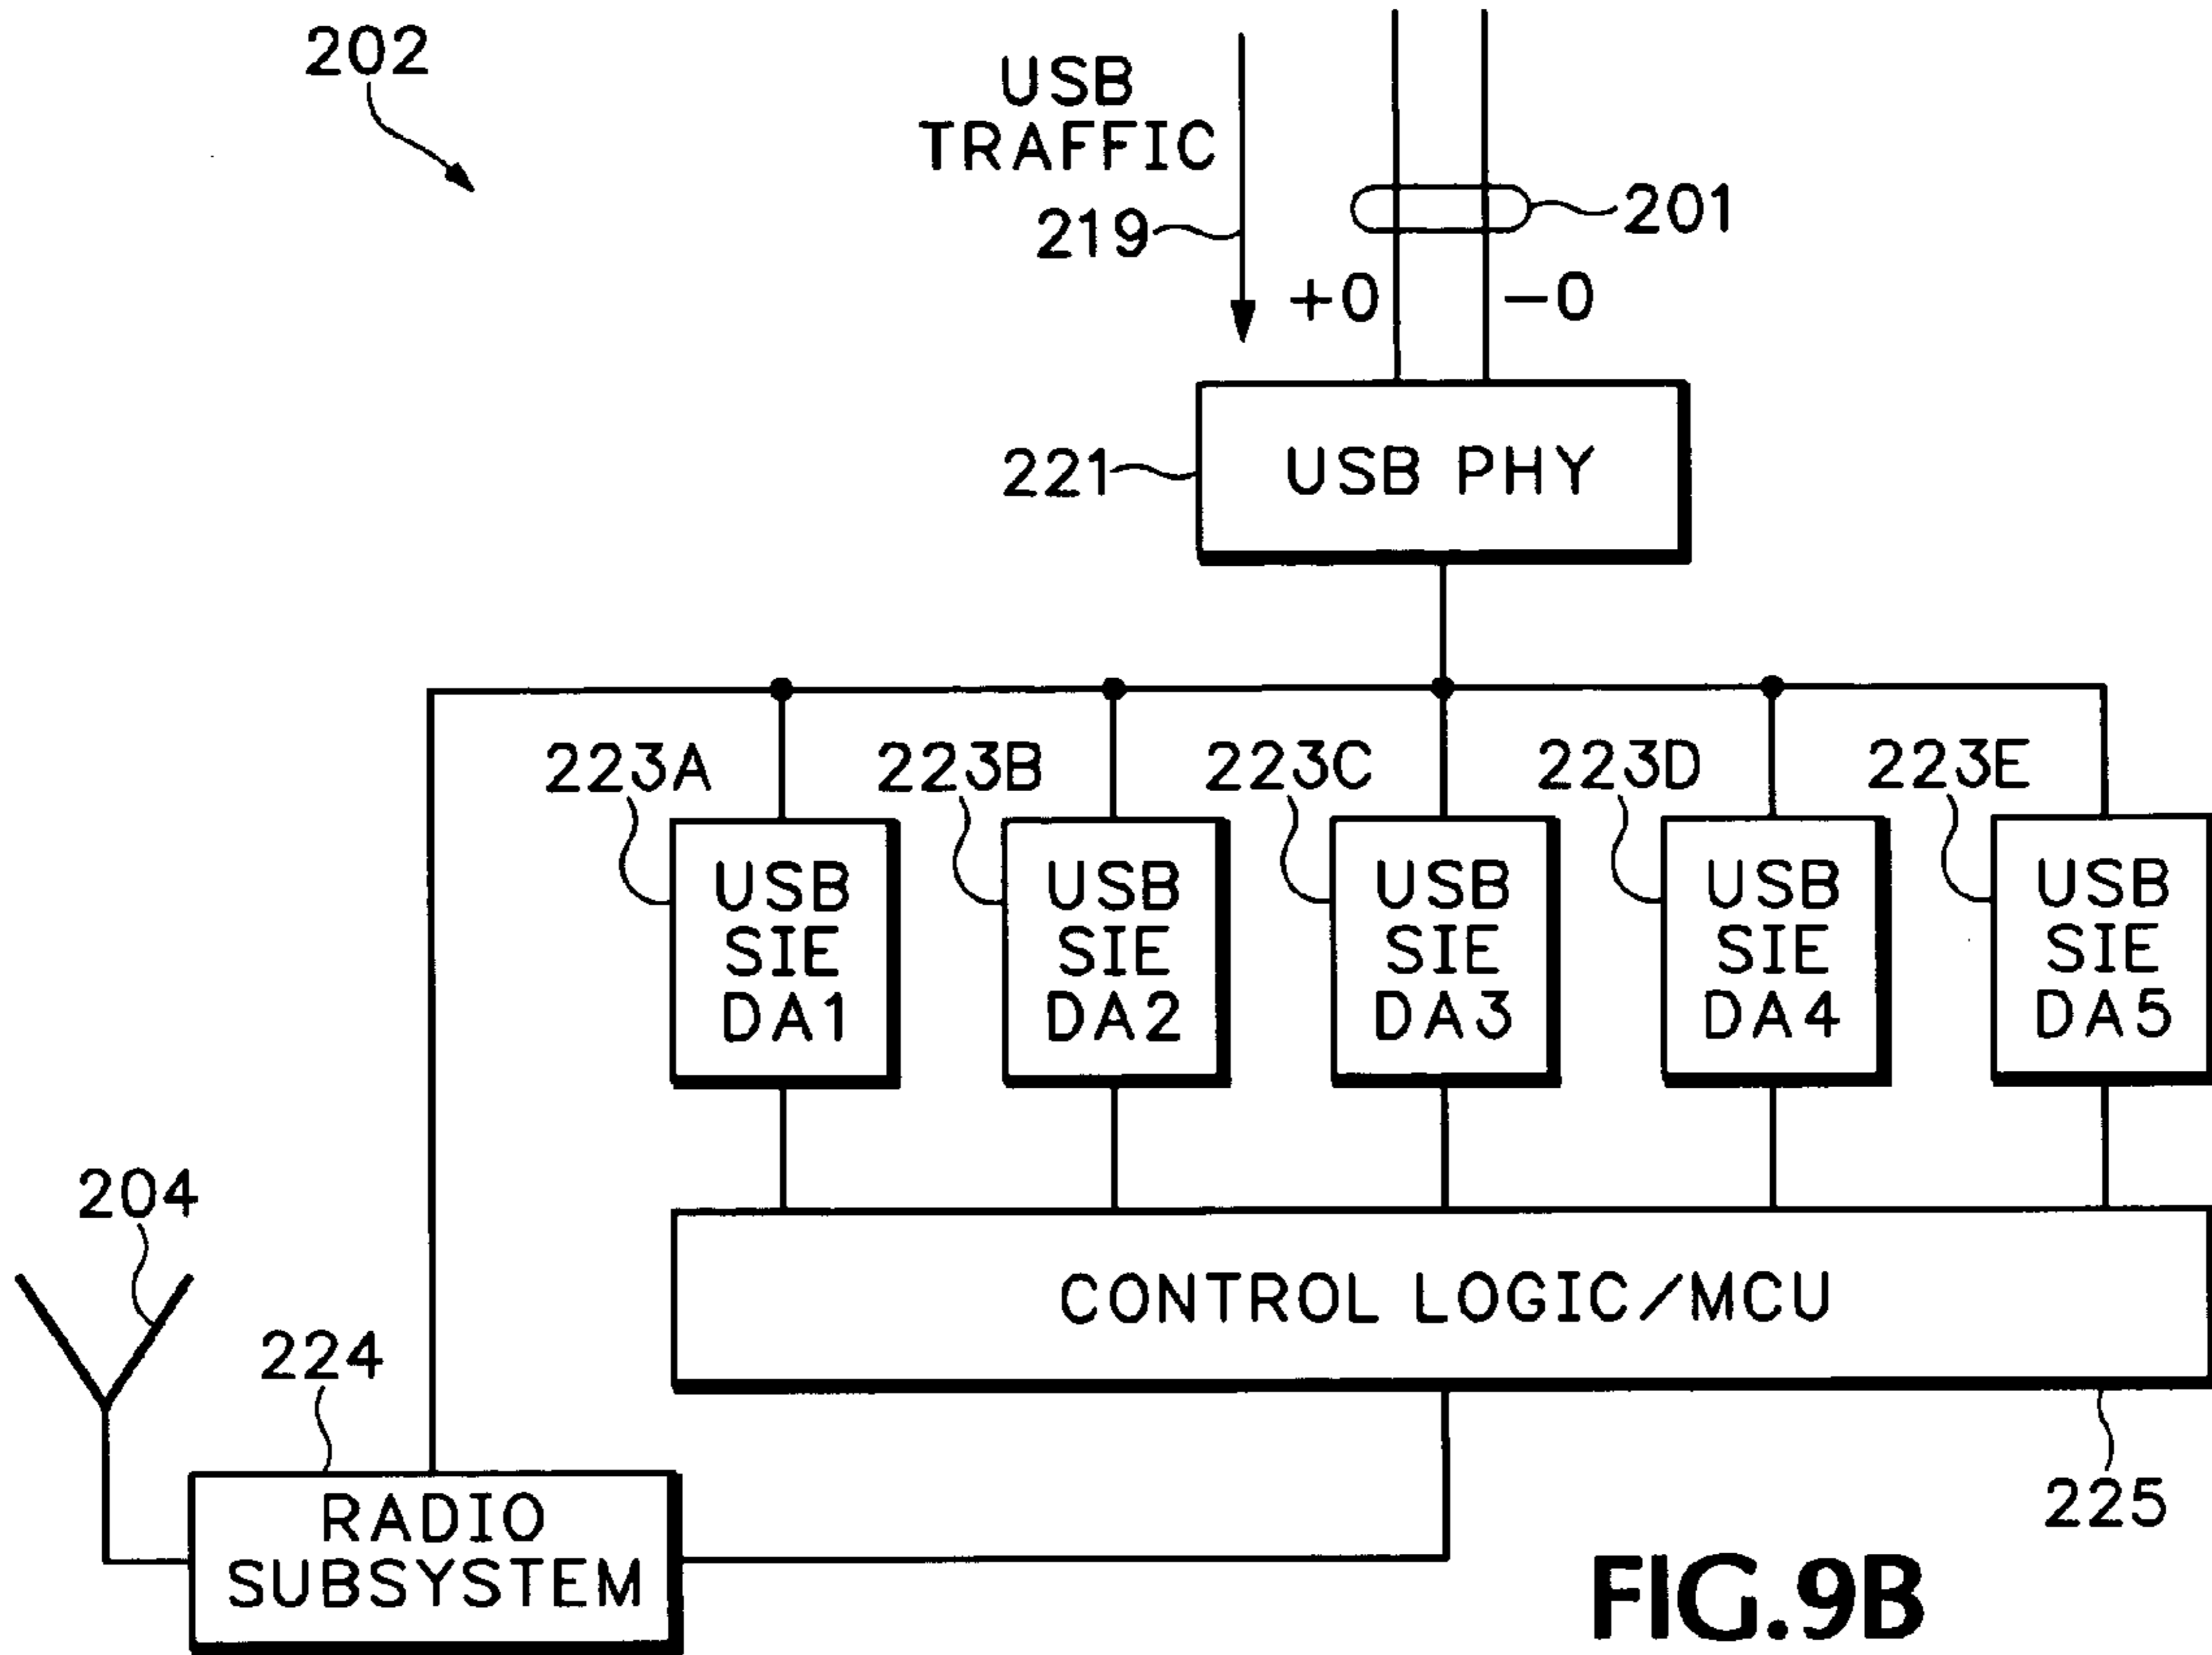 202
USB
TRAFFIC
219
201
+0
−0
221
USB PHY
223A
223B
223C
223D
223E
USB
SIE
DA1
USB
SIE
DA2
USB
SIE
DA3
USB
SIE
DA4
USB
SIE
DA5
204
CONTROL LOGIC/MCU
224
225
RADIO
SUBSYSTEM
FIG.9B